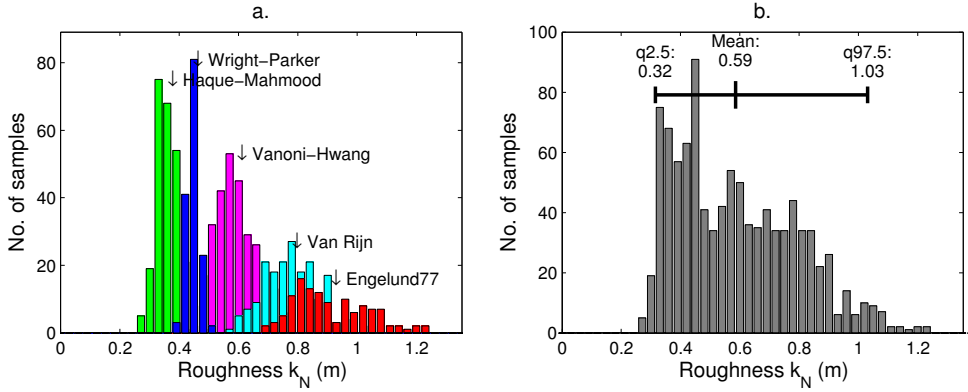 a.
80
60
40
20
0
No. of samples
↓ Wright−Parker
↓ Haque−Mahmood
↓ Vanoni−Hwang
↓ Van Rijn
↓ Engelund77
0 0.2 0.4 0.6 0.8 1 1.2
Roughness k_N (m)
b.
100
80
60
40
20
0
No. of samples
q2.5:
0.32
Mean:
0.59
q97.5:
1.03
0 0.2 0.4 0.6 0.8 1 1.2
Roughness k_N (m)